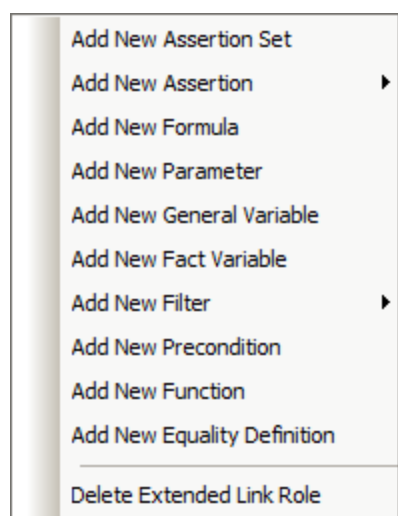 Add New Assertion Set
Add New Assertion
Add New Formula
Add New Parameter
Add New General Variable
Add New Fact Variable
Add New Filter
Add New Precondition
Add New Function
Add New Equality Definition
Delete Extended Link Role